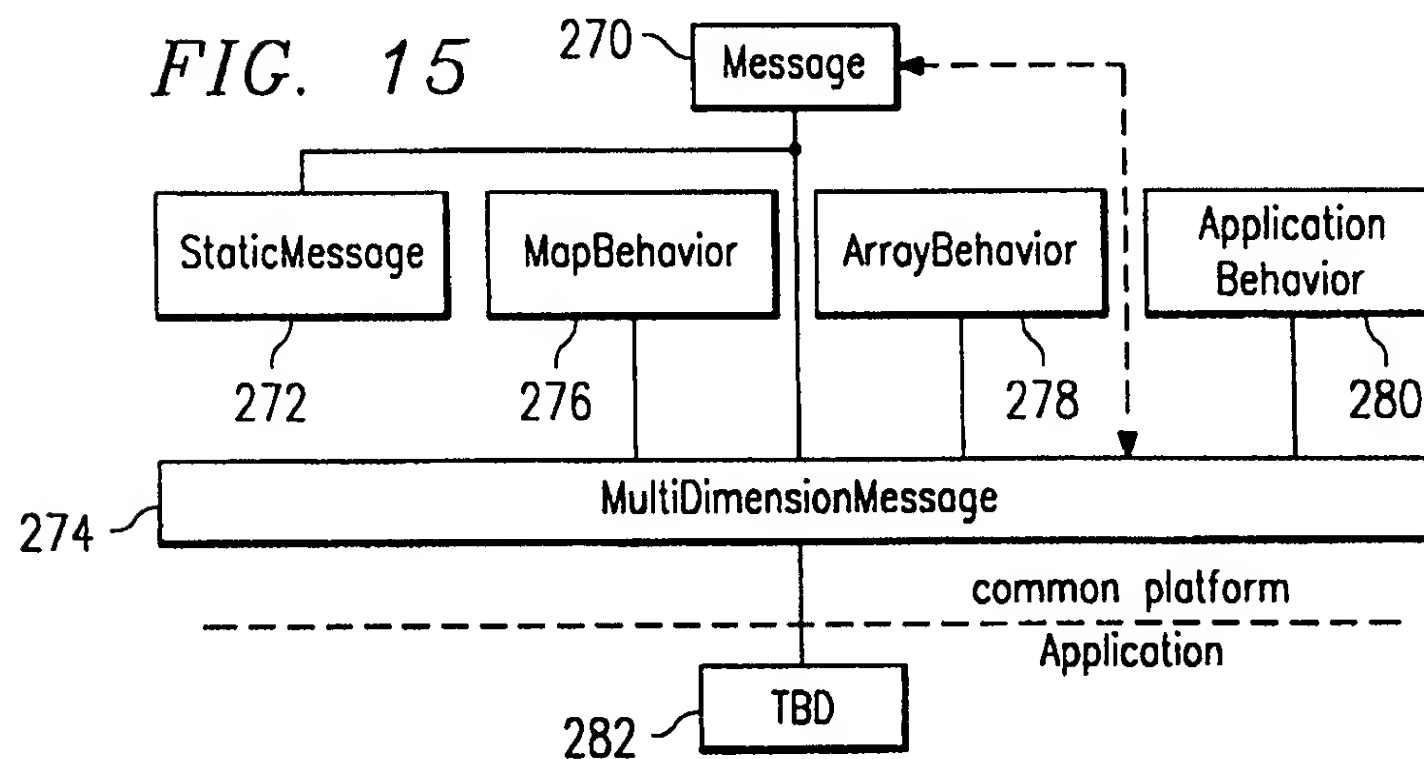 FIG. 15
270
Message
StaticMessage
MapBehavior
ArrayBehavior
Application
Behavior
272
276
278
280
MultiDimensionMessage
274
common platform
Application
TBD
282